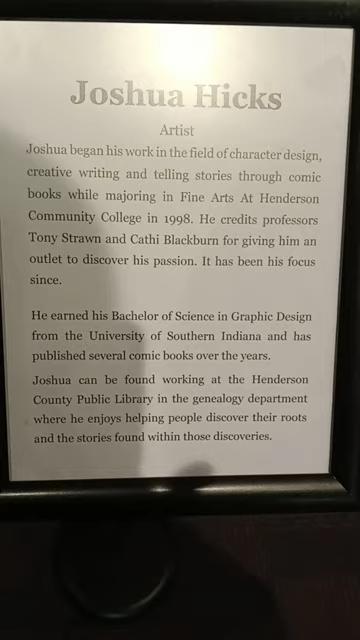 Joshua Hicks
Artist
Joshua began his work in the field of character design,
creative writing and telling stories through comic
books while majoring in Fine Arts At Henderson
Community College in 1998. He credits professors
Tony Strawn and Cathi Blackburn for giving him an
outlet to discover his passion. It has been his focus
since.
He earned his Bachelor of Science in Graphic Design
from the University of Southern Indiana and has
published several comic books over the years.
Joshua can be found working at the Henderson
County Public Library in the genealogy department
where he enjoys helping people discover their roots
and the stories found within those discoveries.